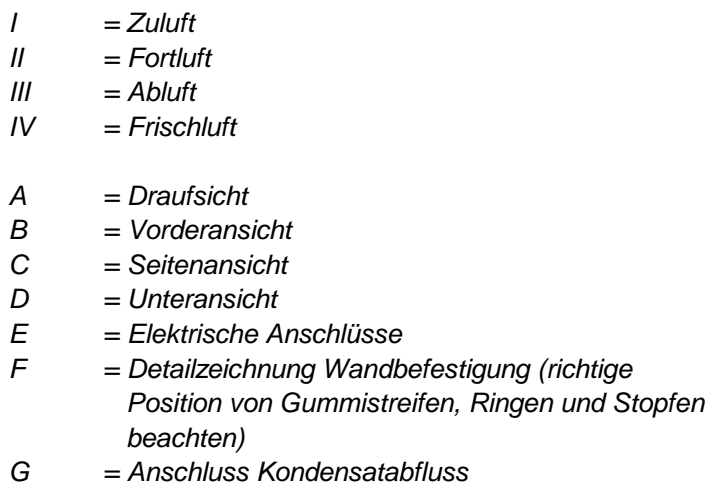 I = Zuluft
II = Fortluft
III = Abluft
IV = Frischluft
A = Draufsicht
B = Vorderansicht
C = Seitenansicht
D = Unteransicht
E = Elektrische Anschlüsse
F = Detailzeichnung Wandbefestigung (richtige
Position von Gummistreifen, Ringen und Stopfen
beachten)
G = Anschluss Kondensatabfluss